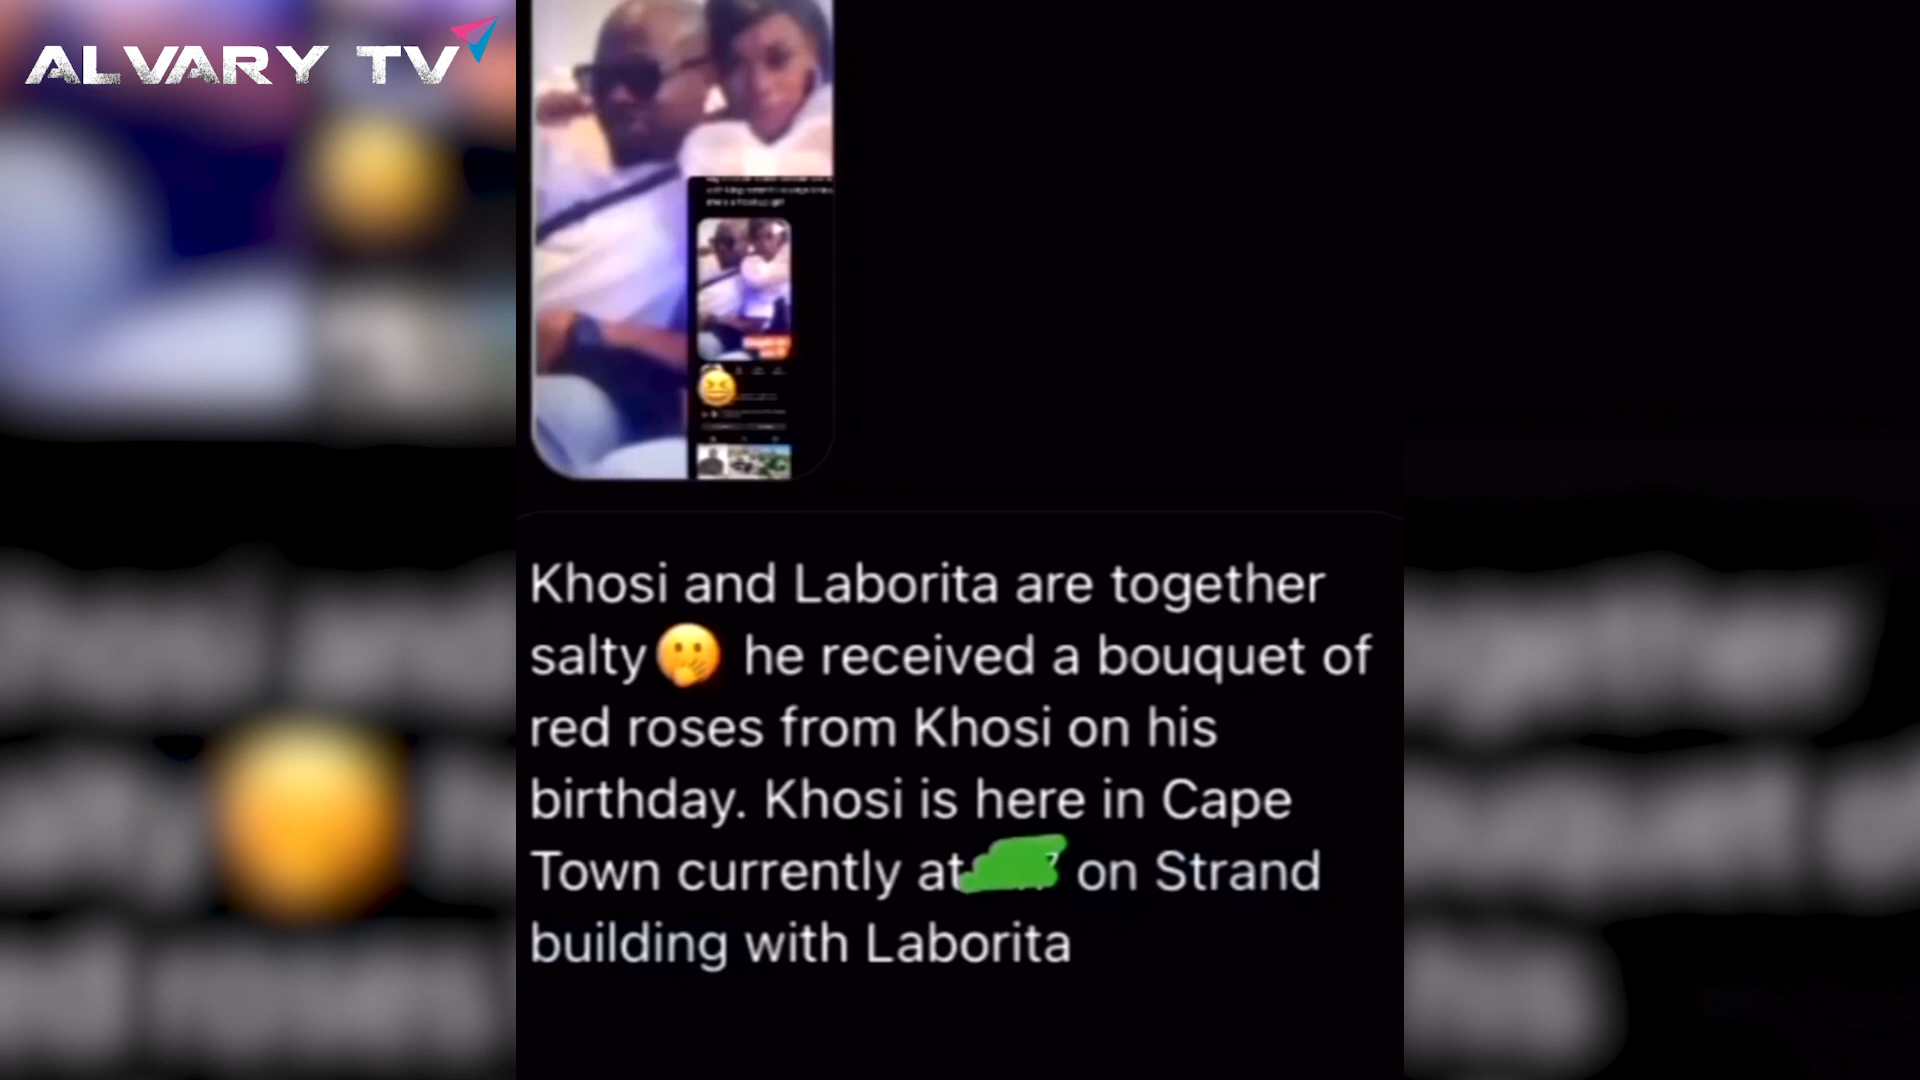 ALVARY TV
Khosi and Laborita are together
salty🤭 he received a bouquet of
red roses from Khosi on his
birthday. Khosi is here in Cape
Town currently at on Strand
building with Laborita